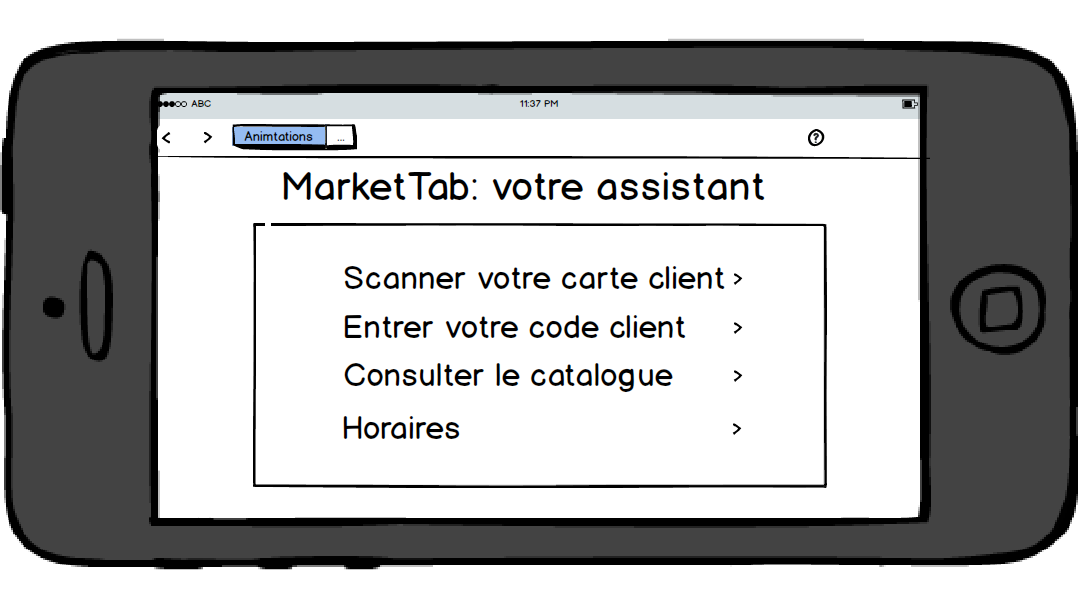 ABC 11:37 PM
< > Animtations ... ?
MarketTab: votre assistant
Scanner votre carte client >
Entrer votre code client >
Consulter le catalogue >
Horaires >